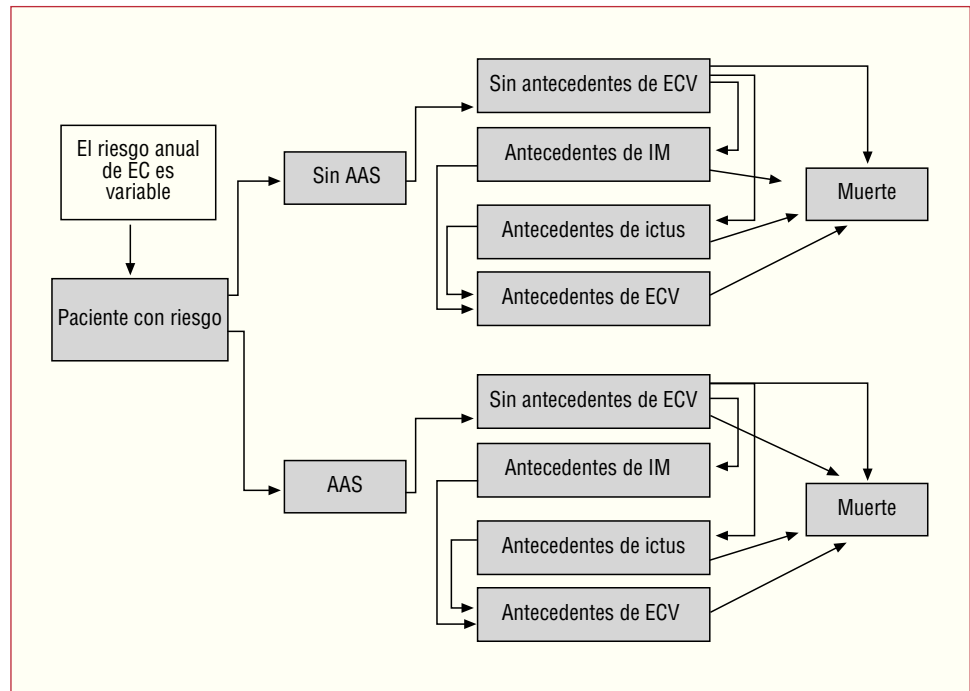 El riesgo anual
de EC es
variable
Paciente con riesgo
Sin AAS
Sin antecedentes de ECV
Antecedentes de IM
Antecedentes de ictus
Antecedentes de ECV
Muerte
AAS
Sin antecedentes de ECV
Antecedentes de IM
Antecedentes de ictus
Antecedentes de ECV
Muerte